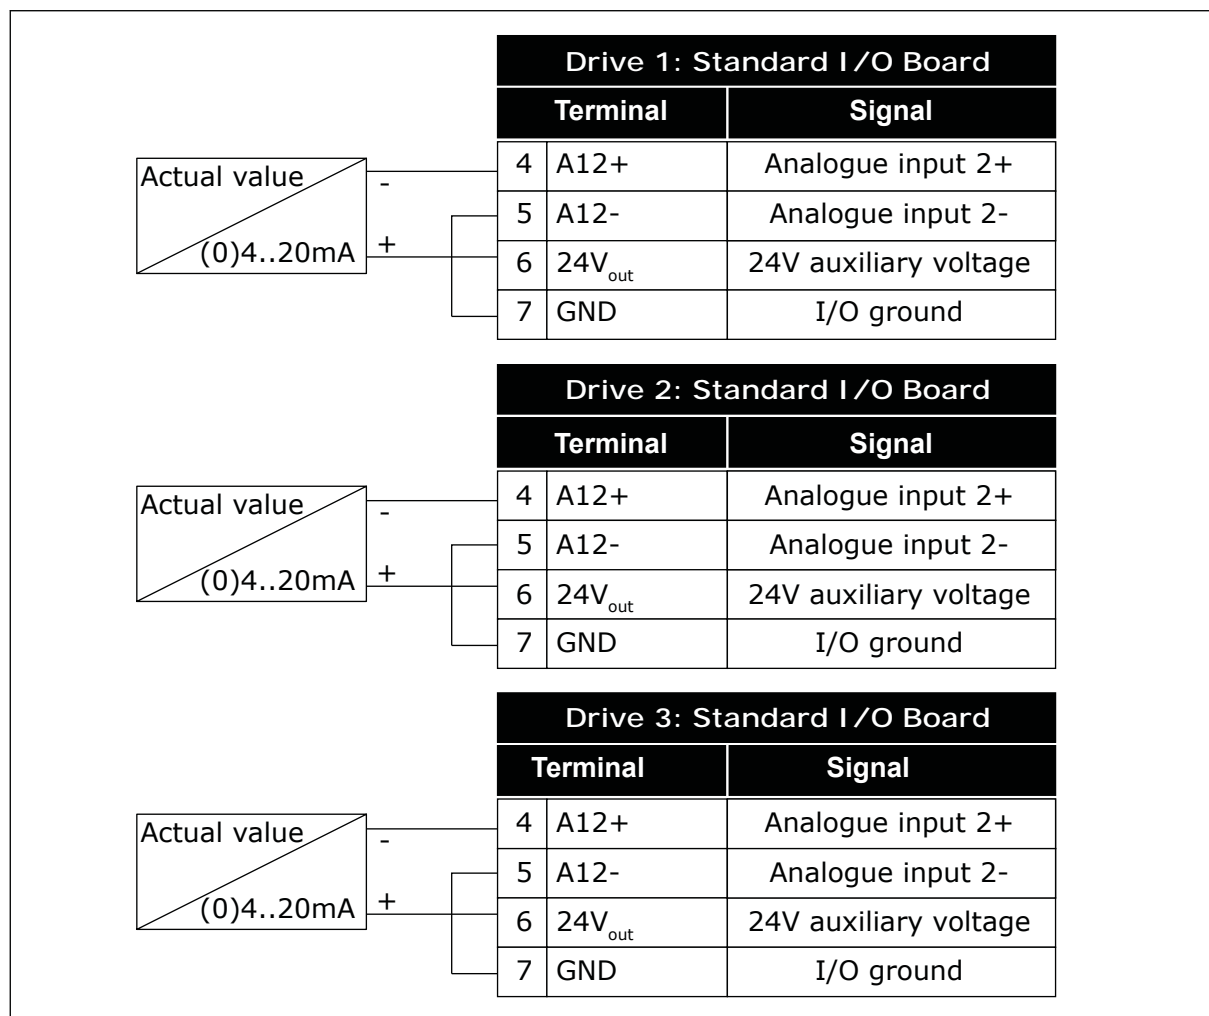 Drive 1: Standard I/O Board
Terminal Signal
Actual value
-
(0)4..20mA
+
4 A12+ Analogue input 2+
5 A12- Analogue input 2-
6 24Vout 24V auxiliary voltage
7 GND I/O ground
Drive 2: Standard I/O Board
Terminal Signal
Actual value
-
(0)4..20mA
+
4 A12+ Analogue input 2+
5 A12- Analogue input 2-
6 24Vout 24V auxiliary voltage
7 GND I/O ground
Drive 3: Standard I/O Board
Terminal Signal
Actual value
-
(0)4..20mA
+
4 A12+ Analogue input 2+
5 A12- Analogue input 2-
6 24Vout 24V auxiliary voltage
7 GND I/O ground